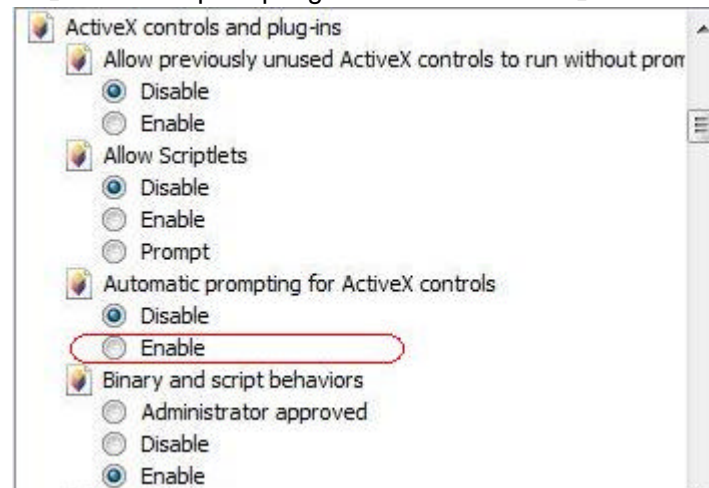 ActiveX controls and plug-ins
Allow previously unused ActiveX controls to run without
Disable
Enable
Allow Scriptlets
Disable
Enable
Prompt
Automatic prompting for ActiveX controls
Disable
Enable
Binary and script behaviors
Administrator approved
Disable
Enable